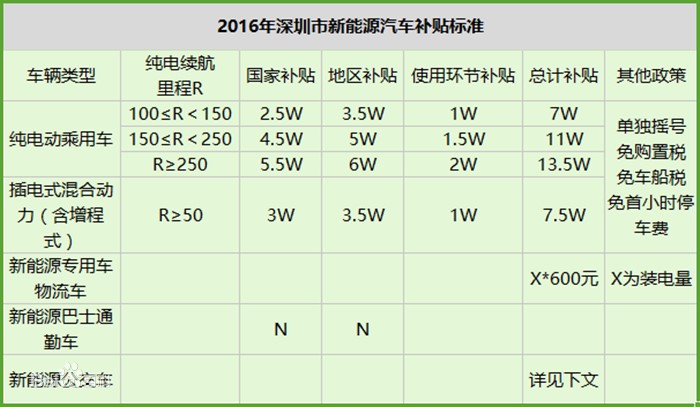 2016年深圳市新能源汽车补贴标准
车辆类型 纯电续航里程R 国家补贴 地区补贴 使用环节补贴 总计补贴 其他政策
纯电动乘用车
100≤R＜150 2.5W 3.5W 1W 7W
150≤R＜250 4.5W 5W 1.5W 11W
R≥250 5.5W 6W 2W 13.5W
单独摇号
免购置税
免车船税
免首小时停
车费
插电式混合动
力（含增程
式）
R≥50 3W 3.5W 1W 7.5W
新能源专用车
物流车
X*600元 X为装电量
新能源巴士通
勤车
N N
新能源公交车 详见下文